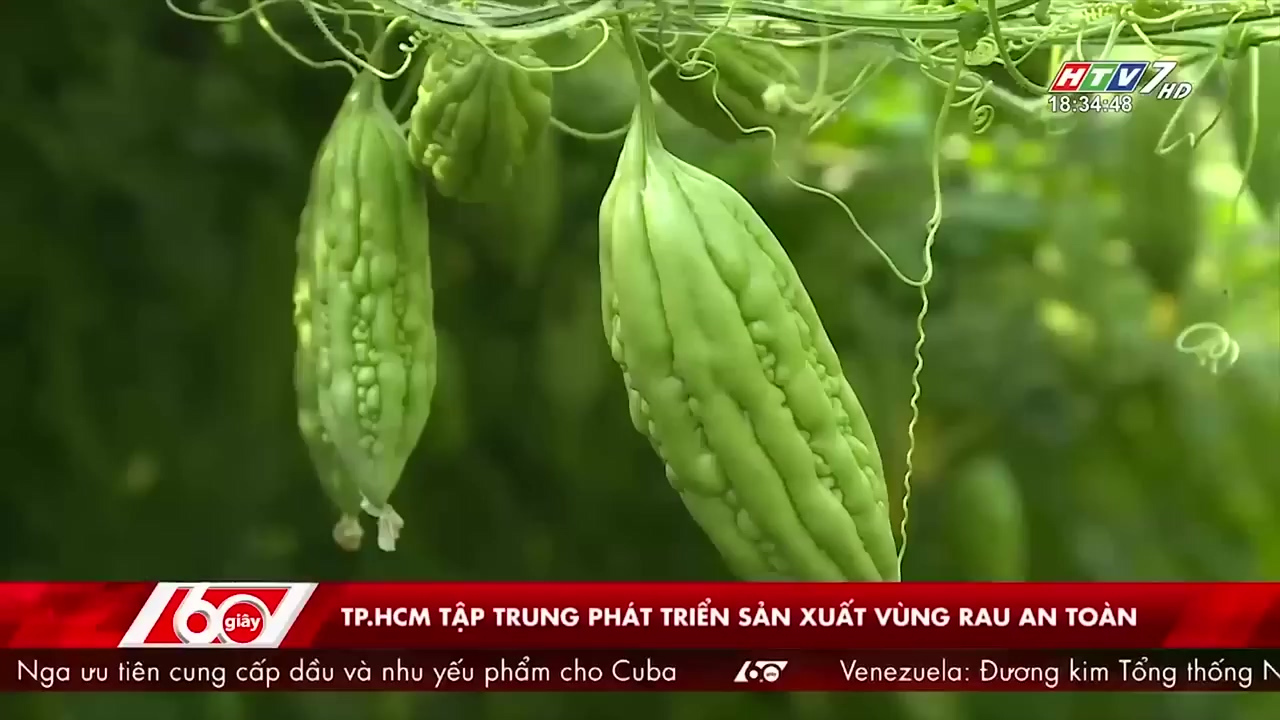 HTV7 HD
18:34:48
60 giây
TP.HCM TẬP TRUNG PHÁT TRIỂN SẢN XUẤT VÙNG RAU AN TOÀN
Nga ưu tiên cung cấp dầu và nhu yếu phẩm cho Cuba 60 giây Venezuela: Đương kim Tổng thống N